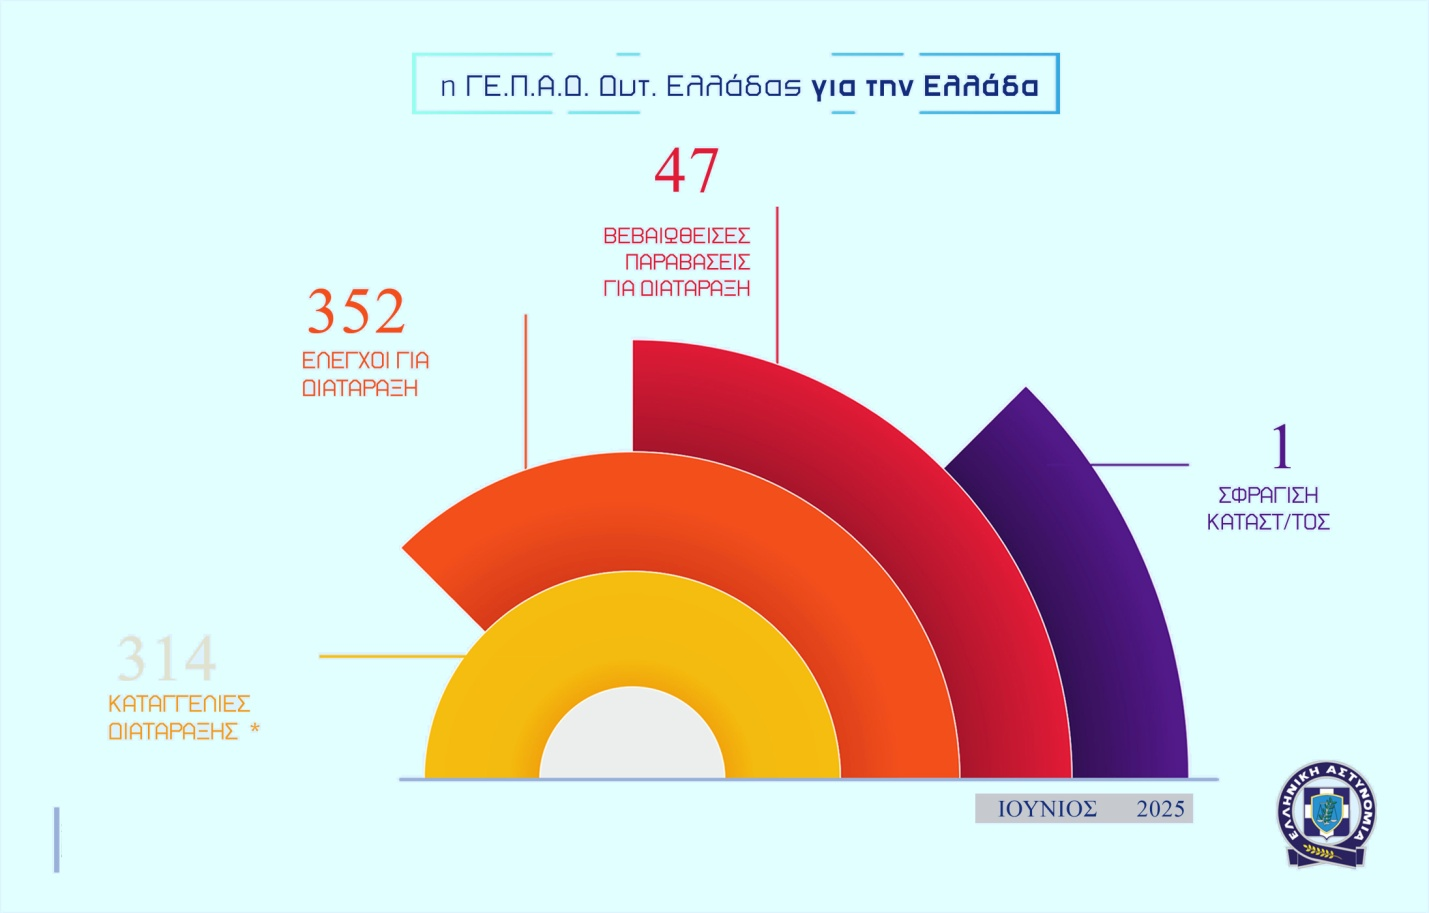 η ΓΕ.Π.Α.Δ. Δυτ. Ελλάδας για την Ελλάδα
47
ΒΕΒΑΙΩΘΕΙΣΕΣ
ΠΑΡΑΒΑΣΕΙΣ
ΓΙΑ ΔΙΑΤΑΡΑΞΗ
352
ΕΛΕΓΧΟΙ ΓΙΑ
ΔΙΑΤΑΡΑΞΗ
1
ΣΦΡΑΓΙΣΗ
ΚΑΤΑΣΤ/ΤΟΣ
314
ΚΑΤΑΓΓΕΛΙΕΣ
ΔΙΑΤΑΡΑΞΗΣ *
ΙΟΥΝΙΟΣ 2025
ΕΛΛΗΝΙΚΗ ΑΣΤΥΝΟΜΙΑ